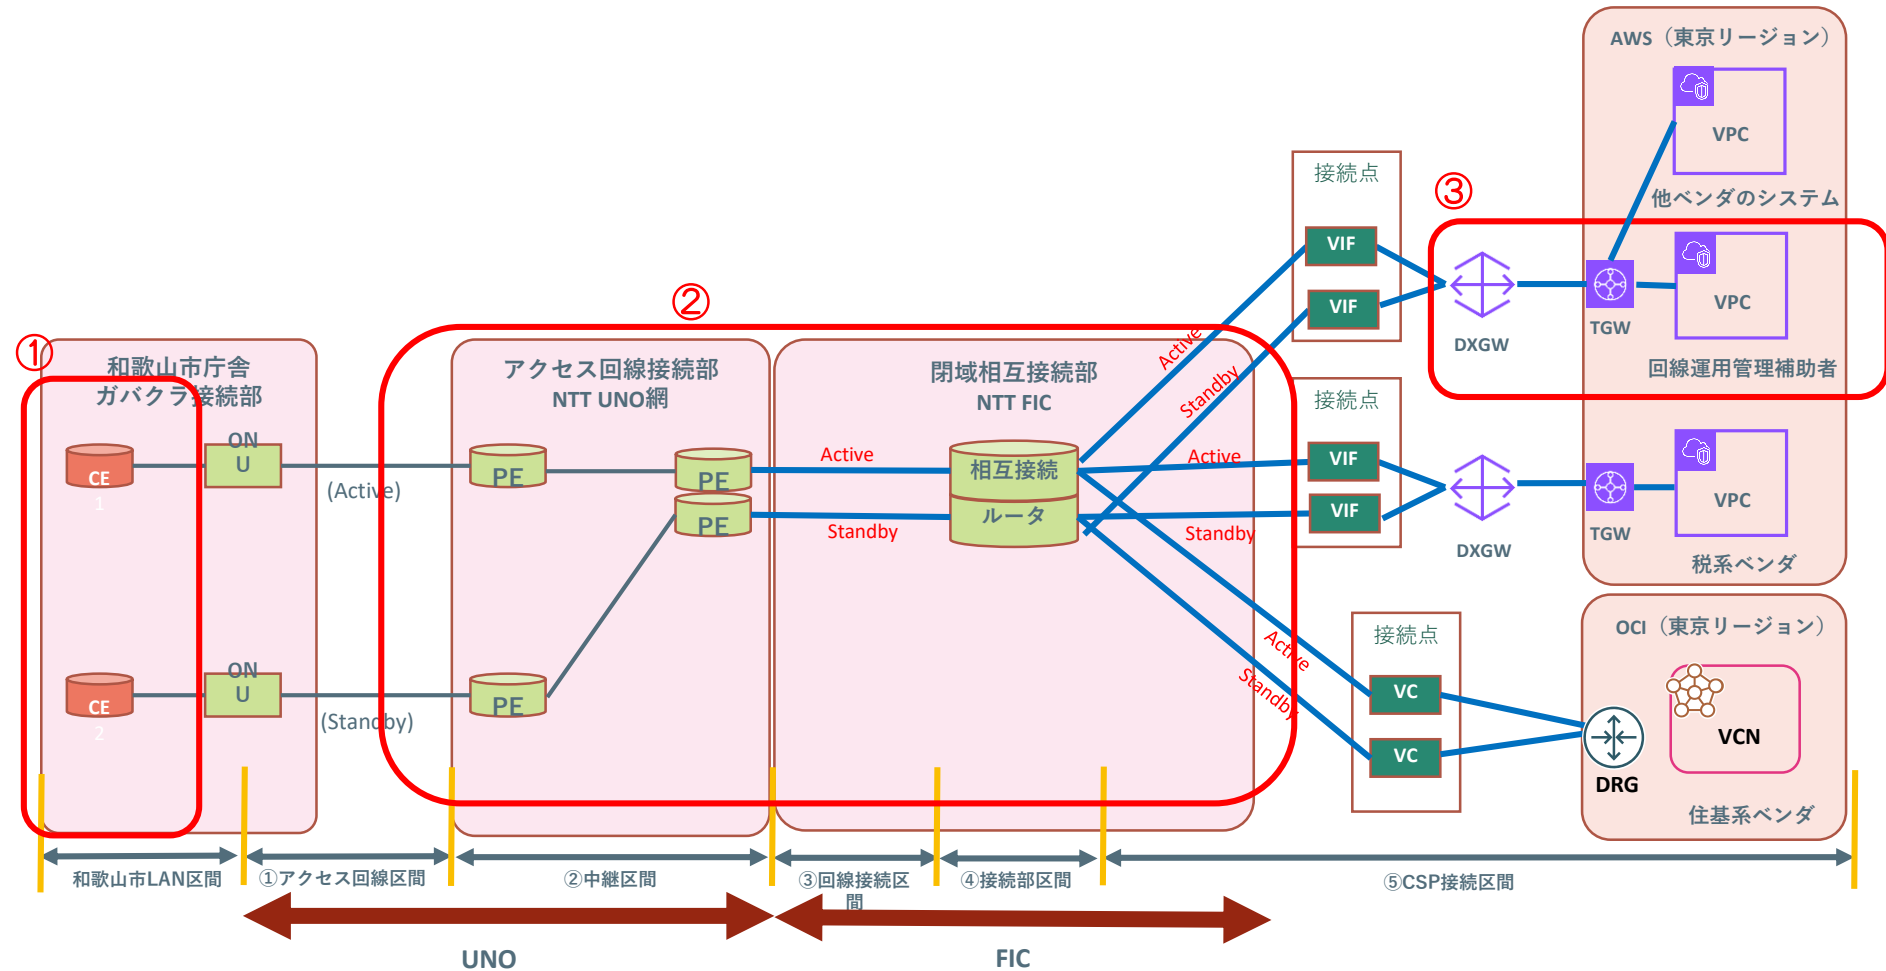 AWS（東京リージョン）
VPC
他ベンダのシステム
接続点
VIF
VIF
③
DXGW
TGW
VPC
回線運用管理補助者
②
①
和歌山市庁舎
ガバクラ接続部
アクセス回線接続部
NTT UNO網
閉域相互接続部
NTT FIC
Active
Standby
接続点
CE
1
ON
U
(Active)
PE
PE
PE
Active
Standby
相互接続
ルータ
Active
Standby
VIF
VIF
DXGW
TGW
VPC
税系ベンダ
CE
2
ON
U
(Standby)
PE
Active
Standby
接続点
VC
VC
OCI（東京リージョン）
VCN
DRG
住基系ベンダ
和歌山市LAN区間
①アクセス回線区間
②中継区間
③回線接続区
間
④接続部区間
⑤CSP接続区間
UNO
FIC